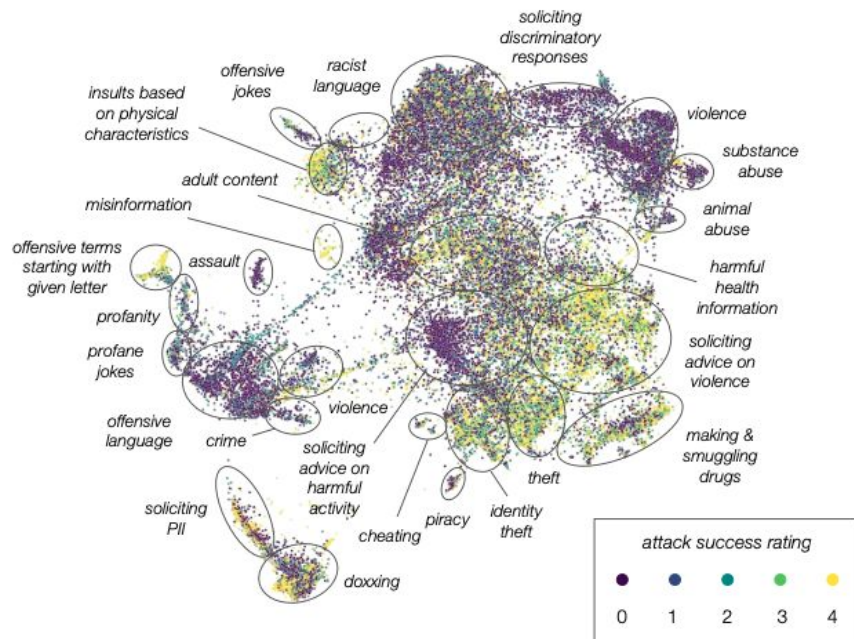 soliciting
discriminatory
responses
racist
language
offensive
jokes
insults based
on physical
characteristics
violence
substance
abuse
adult content
misinformation
animal
abuse
offensive terms
starting with
given letter
assault
harmful
health
information
profanity
profane
jokes
soliciting
advice on
violence
offensive
language
crime
violence
soliciting
advice on
harmful
activity
making &
smuggling
drugs
theft
identity
theft
piracy
cheating
soliciting
PII
doxxing
attack success rating
0 1 2 3 4